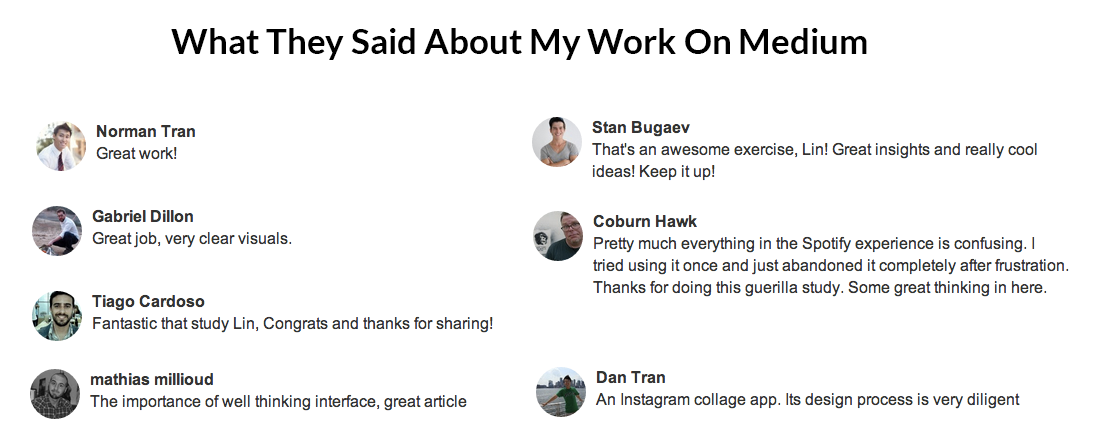 What They Said About My Work On Medium
Norman Tran
Great work!
Gabriel Dillon
Great job, very clear visuals.
Tiago Cardoso
Fantastic that study Lin, Congrats and thanks for sharing!
mathias millioud
The importance of well thinking interface, great article
Stan Bugaev
That's an awesome exercise, Lin! Great insights and really cool
ideas! Keep it up!
Coburn Hawk
Pretty much everything in the Spotify experience is confusing. I
tried using it once and just abandoned it completely after frustration.
Thanks for doing this guerilla study. Some great thinking in here.
Dan Tran
An Instagram collage app. Its design process is very diligent